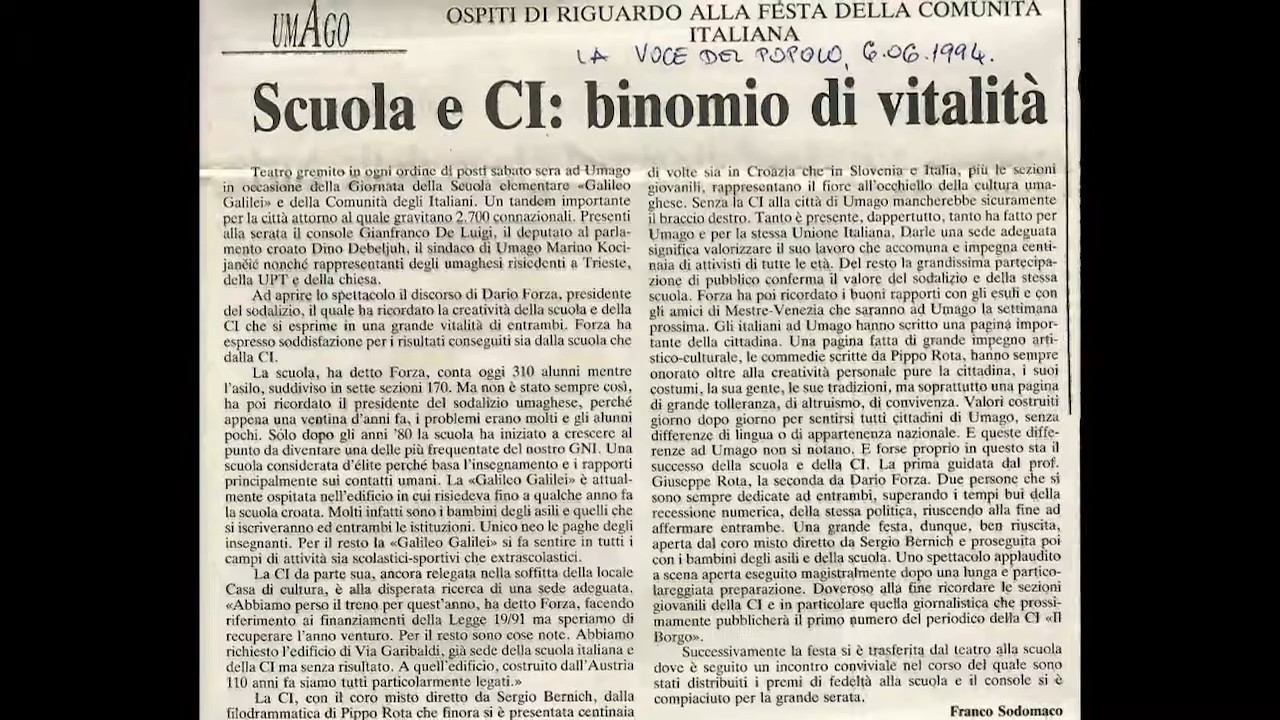 UMAGO
OSPITI DI RIGUARDO ALLA FESTA DELLA COMUNITÀ
ITALIANA
LA VOCE DEL POPOLO, 6.06.1994.
Scuola e CI: binomio di vitalità
Teatro gremito in ogni ordine di posti sabato sera ad Umago
in occasione della Giornata della Scuola elementare «Galileo
Galilei» e della Comunità degli Italiani. Un tandem importante
per la città attorno al quale gravitano 2.700 connazionali. Presenti
alla serata il console Gianfranco De Luigi, il deputato al parla-
mento croato Dino Debeljuh, il sindaco di Umago Marino Koci-
jančić nonché rappresentanti degli umaghesi risiedenti a Trieste,
della UPT e della chiesa.
Ad aprire lo spettacolo il discorso di Dario Forza, presidente
del sodalizio, il quale ha ricordato la creatività della scuola e della
CI che si esprime in una grande vitalità di entrambi. Forza ha
espresso soddisfazione per i risultati conseguiti sia dalla scuola che
dalla CI.
La scuola, ha detto Forza, conta oggi 310 alunni mentre
l'asilo, suddiviso in sette sezioni 170. Ma non è stato sempre così,
ha poi ricordato il presidente del sodalizio umaghese, perché
appena una ventina d'anni fa, i problemi erano molti e gli alunni
pochi. Sólo dopo gli anni '80 la scuola ha iniziato a crescere al
punto da diventare una delle più frequentate del nostro GNI. Una
scuola considerata d'élite perché basa l'insegnamento e i rapporti
principalmente sui contatti umani. La «Galileo Galilei» è attual-
mente ospitata nell'edificio in cui risiedeva fino a qualche anno fa
la scuola croata. Molti infatti sono i bambini degli asili e quelli che
si iscriveranno ed entrambi le istituzioni. Unico neo le paghe degli
insegnanti. Per il resto la «Galileo Galilei» si fa sentire in tutti i
campi di attività sia scolastici-sportivi che extrascolastici.
La CI da parte sua, ancora relegata nella soffitta della locale
Casa di cultura, è alla disperata ricerca di una sede adeguata.
«Abbiamo perso il treno per quest'anno, ha detto Forza, facendo
riferimento ai finanziamenti della Legge 19/91 ma speriamo di
recuperare l'anno venturo. Per il resto sono cose note. Abbiamo
richiesto l'edificio di Via Garibaldi, già sede della scuola italiana e
della CI ma senza risultato. A quell'edificio, costruito dall'Austria
110 anni fa siamo tutti particolarmente legati.»
La CI, con il coro misto diretto da Sergio Bernich, dalla
filodrammatica di Pippo Rota che finora si è presentata centinaia
di volte sia in Croazia che in Slovenia e Italia, più le sezioni
giovanili, rappresentano il fiore all'occhiello della cultura uma-
ghese. Senza la CI alla città di Umago mancherebbe sicuramente
il braccio destro. Tanto è presente, dappertutto, tanto ha fatto per
Umago e per la stessa Unione Italiana, Darle una sede adeguata
significa valorizzare il suo lavoro che accomuna e impegna centi-
naia di attivisti di tutte le età. Del resto la grandissima partecipa-
zione di pubblico conferma il valore del sodalizio e della stessa
scuola. Forza ha poi ricordato i buoni rapporti con gli esuli e con
gli amici di Mestre-Venezia che saranno ad Umago la settimana
prossima. Gli italiani ad Umago hanno scritto una pagina impor-
tante della cittadina. Una pagina fatta di grande impegno arti-
stico-culturale, le commedie scritte da Pippo Rota, hanno sempre
onorato oltre alla creatività personale pure la cittadina, i suoi
costumi, la sua gente, le sue tradizioni, ma soprattutto una pagina
di grande tolleranza, di altruismo, di convivenza. Valori costruiti
giorno dopo giorno per sentirsi tutti cittadini di Umago, senza
differenze di lingua o di appartenenza nazionale. E queste diffe-
renze ad Umago non si notano. E forse proprio in questo sta il
successo della scuola e della CI. La prima guidata dal prof.
Giuseppe Rota, la seconda da Dario Forza. Due persone che si
sono sempre dedicate ad entrambi, superando i tempi bui della
recessione numerica, della stessa politica, riuscendo alla fine ad
affermare entrambe. Una grande festa, dunque, ben riuscita,
aperta dal coro misto diretto da Sergio Bernich e proseguita poi
con i bambini degli asili e della scuola. Uno spettacolo applaudito
a scena aperta eseguito magistralmente dopo una lunga e partico-
lareggiata preparazione. Doveroso alla fine ricordare le sezioni
giovanili della CI e in particolare quella giornalistica che prossi-
mamente pubblicherà il primo numero del periodico della CI «Il
Borgo».
Successivamente la festa si è trasferita dal teatro alla scuola
dove è seguito un incontro conviviale nel corso del quale sono
stati distribuiti i premi di fedeltà alla scuola e il console si è
compiaciuto per la grande serata.
Franco Sodomaco